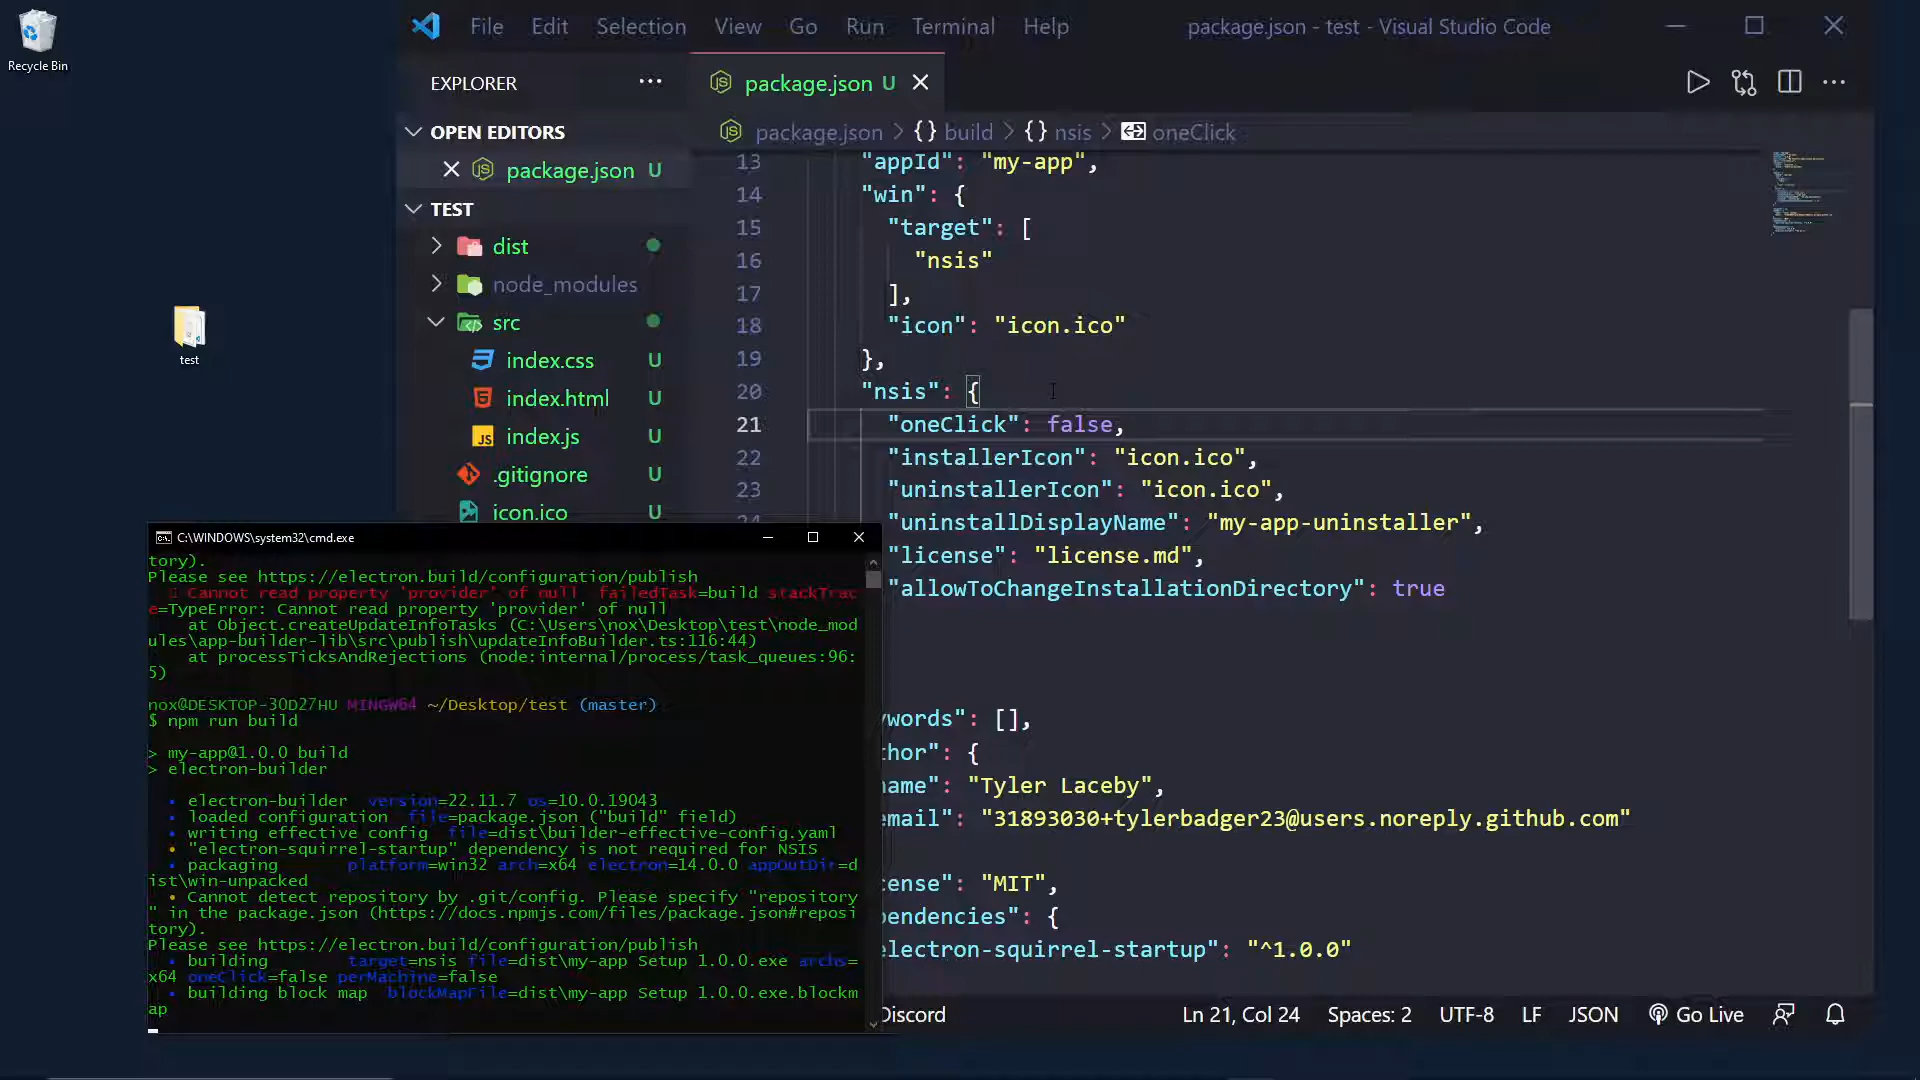 Recycle Bin
test
File Edit Selection View Go Run Terminal Help
package.json - test - Visual Studio Code
EXPLORER
OPEN EDITORS
package.json U
TEST
dist
node_modules
src
index.css U
index.html U
index.js U
.gitignore U
icon.ico U
package.json U
package.json > {} build > {} nsis > oneClick
13 "appId": "my-app",
14 "win": {
15 "target": [
16 "nsis"
17 ],
18 "icon": "icon.ico"
19 },
20 "nsis": {
21 "oneClick": false,
22 "installerIcon": "icon.ico",
23 "uninstallerIcon": "icon.ico",
"uninstallDisplayName": "my-app-uninstaller",
"license": "license.md",
"allowToChangeInstallationDirectory": true
ywords": [],
thor": {
name": "Tyler Laceby",
email": "31893030+tylerbadger23@users.noreply.github.com"
cense": "MIT",
pendencies": {
electron-squirrel-startup": "^1.0.0"
Discord
Ln 21, Col 24 Spaces: 2 UTF-8 LF JSON Go Live
C:\WINDOWS\system32\cmd.exe
tory).
Please see https://electron.build/configuration/publish
Cannot read property 'provider' of null failedTask=build stackTrac
e=TypeError: Cannot read property 'provider' of null
at Object.createUpdateInfoTasks (C:\Users\nox\Desktop\test\node_mod
ules\app-builder-lib\src\publish\updateInfoBuilder.ts:116:44)
at processTicksAndRejections (node:internal/process/task_queues:96:
5)
nox@DESKTOP-3OD27HU MINGW64 ~/Desktop/test (master)
$ npm run build
> my-app@1.0.0 build
> electron-builder
• electron-builder version=22.11.7 os=10.0.19043
• loaded configuration file=package.json ("build" field)
• writing effective config file=dist\builder-effective-config.yaml
• "electron-squirrel-startup" dependency is not required for NSIS
• packaging platform=win32 arch=x64 electron=14.0.0 appOutDir=d
ist\win-unpacked
• Cannot detect repository by .git/config. Please specify "repository
" in the package.json (https://docs.npmjs.com/files/package.json#reposi
tory).
Please see https://electron.build/configuration/publish
• building target=nsis file=dist\my-app Setup 1.0.0.exe archs=
x64 oneClick=false perMachine=false
• building block map blockMapFile=dist\my-app Setup 1.0.0.exe.blockm
ap